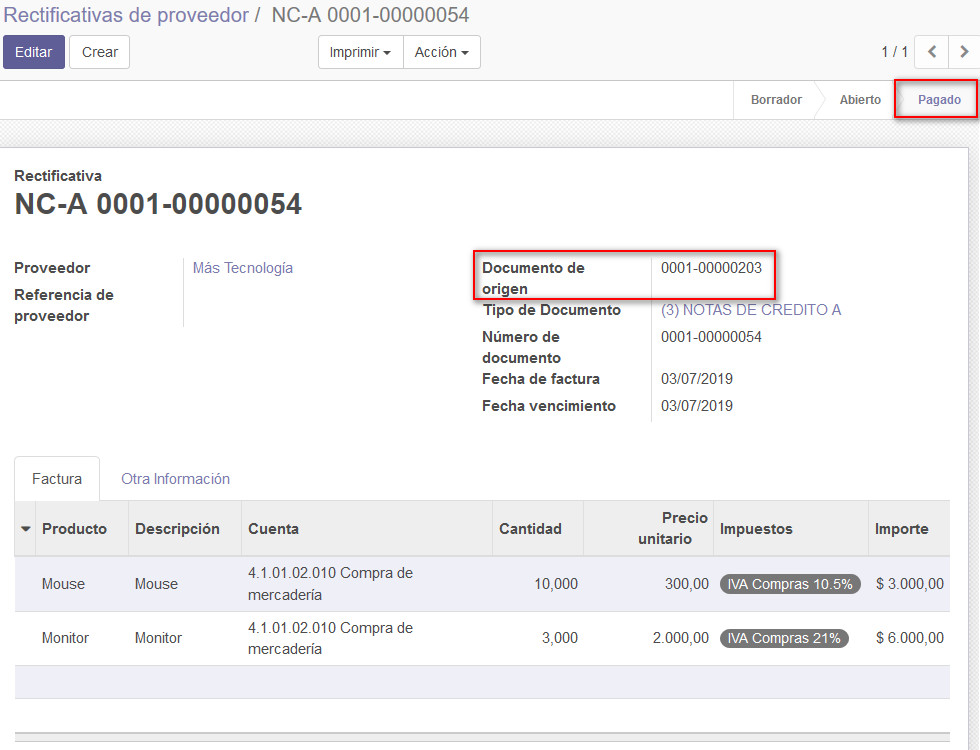 Rectificativas de proveedor / NC-A 0001-00000054
Editar Crear Imprimir Acción 1 / 1
Borrador Abierto Pagado
Rectificativa
NC-A 0001-00000054
Proveedor Más Tecnología
Referencia de
proveedor
Documento de
origen 0001-00000203
Tipo de Documento (3) NOTAS DE CREDITO A
Número de
documento 0001-00000054
Fecha de factura 03/07/2019
Fecha vencimiento 03/07/2019
Factura Otra Información
Producto Descripción Cuenta Cantidad Precio
unitario Impuestos Importe
Mouse Mouse 4.1.01.02.010 Compra de
mercadería 10,000 300,00 IVA Compras 10.5% $ 3.000,00
Monitor Monitor 4.1.01.02.010 Compra de
mercadería 3,000 2.000,00 IVA Compras 21% $ 6.000,00